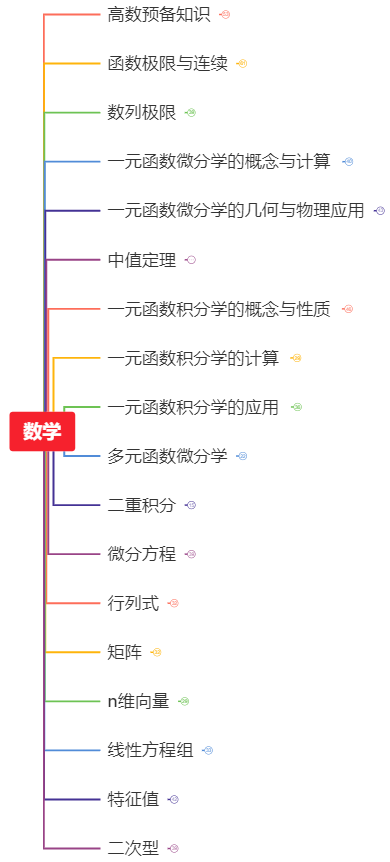 高数预备知识
函数极限与连续
数列极限
一元函数微分学的概念与计算
一元函数微分学的几何与物理应用
中值定理
一元函数积分学的概念与性质
一元函数积分学的计算
一元函数积分学的应用
数学
多元函数微分学
二重积分
微分方程
行列式
矩阵
n维向量
线性方程组
特征值
二次型